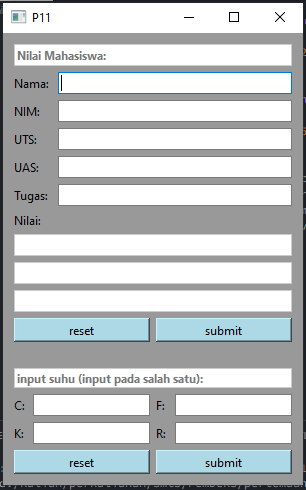 P11
Nilai Mahasiswa:
Nama:
NIM:
UTS:
UAS:
Tugas:
Nilai:
reset submit
input suhu (input pada salah satu):
C: F:
K: R:
reset submit